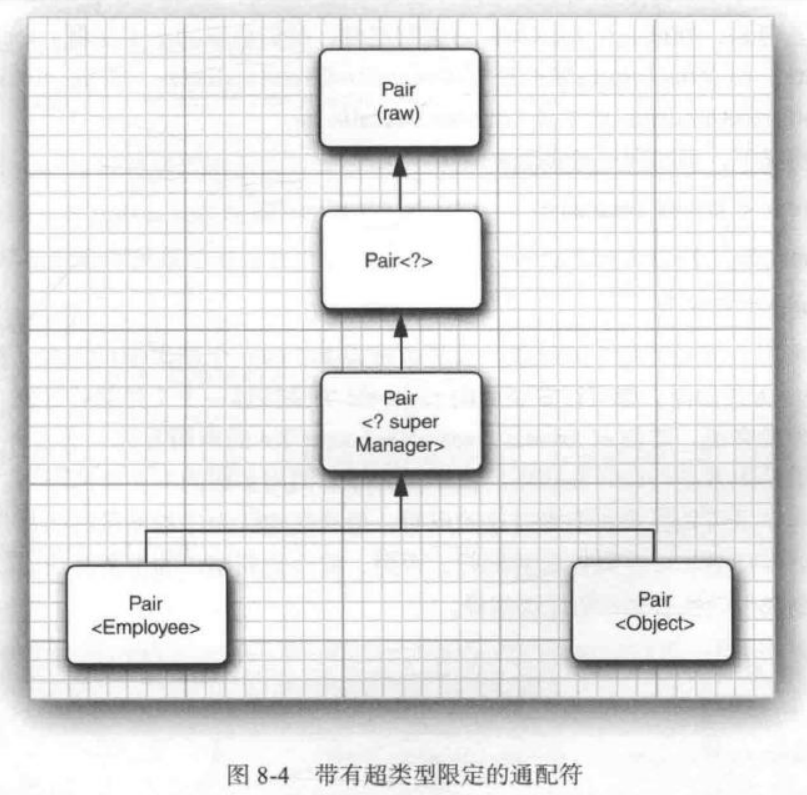 Pair
(raw)
Pair<?>
Pair
<? super
Manager>
Pair
<Employee>
Pair
<Object>
图 8-4 带有超类型限定的通配符